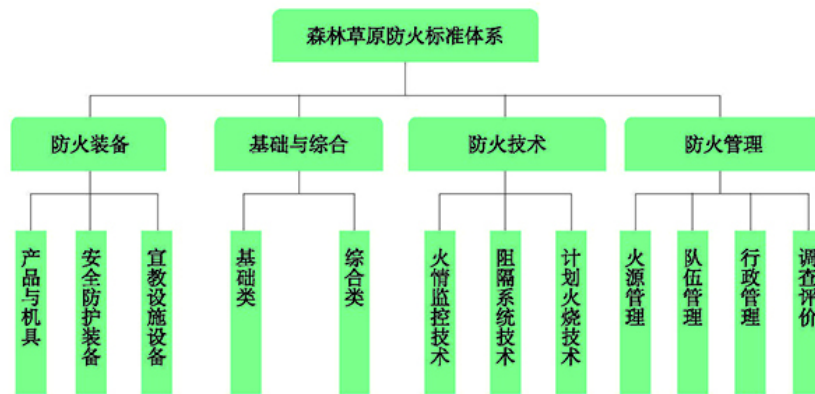 森林草原防火标准体系
防火装备
基础与综合
防火技术
防火管理
产品与机具
安全防护装备
宣教设施设备
基础类
综合类
火情监控技术
阻隔系统技术
计划火烧技术
火源管理
队伍管理
行政管理
调查评价